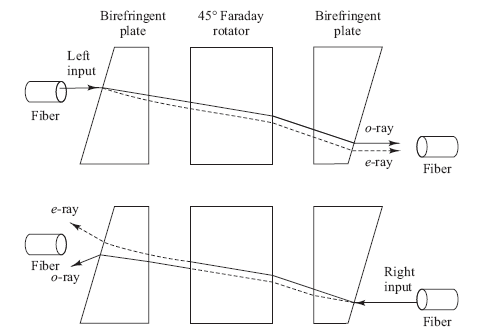 Birefringent
plate
45° Faraday
rotator
Birefringent
plate
Left
input
Fiber
o-ray
e-ray
Fiber
e-ray
Fiber
o-ray
Right
input
Fiber